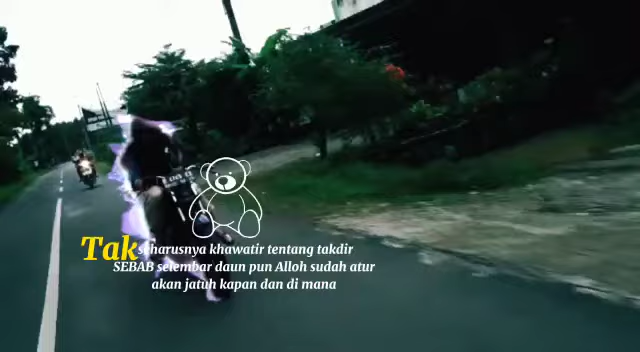 Tak seharusnya khawatir tentang takdir
SEBAB selembar daun pun Alloh sudah atur
akan jatuh kapan dan di mana